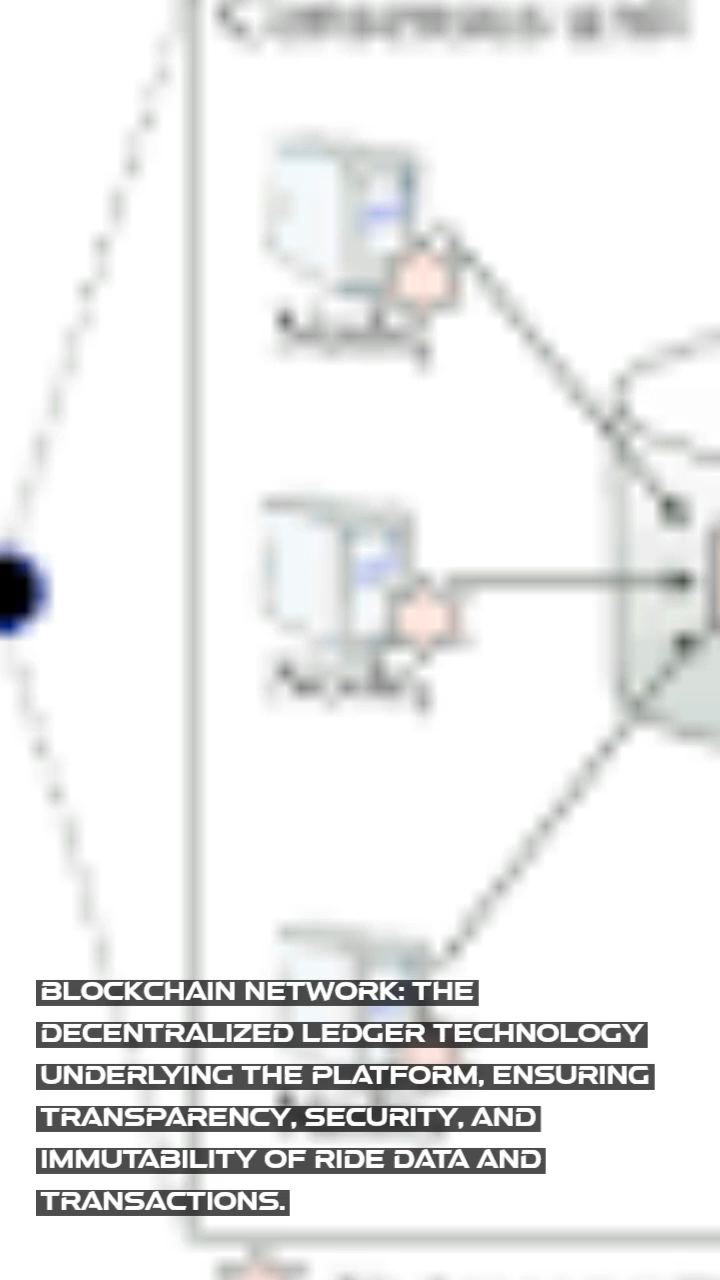 BLOCKCHAIN NETWORK: THE
DECENTRALIZED LEDGER TECHNOLOGY
UNDERLYING THE PLATFORM, ENSURING
TRANSPARENCY, SECURITY, AND
IMMUTABILITY OF RIDE DATA AND
TRANSACTIONS.